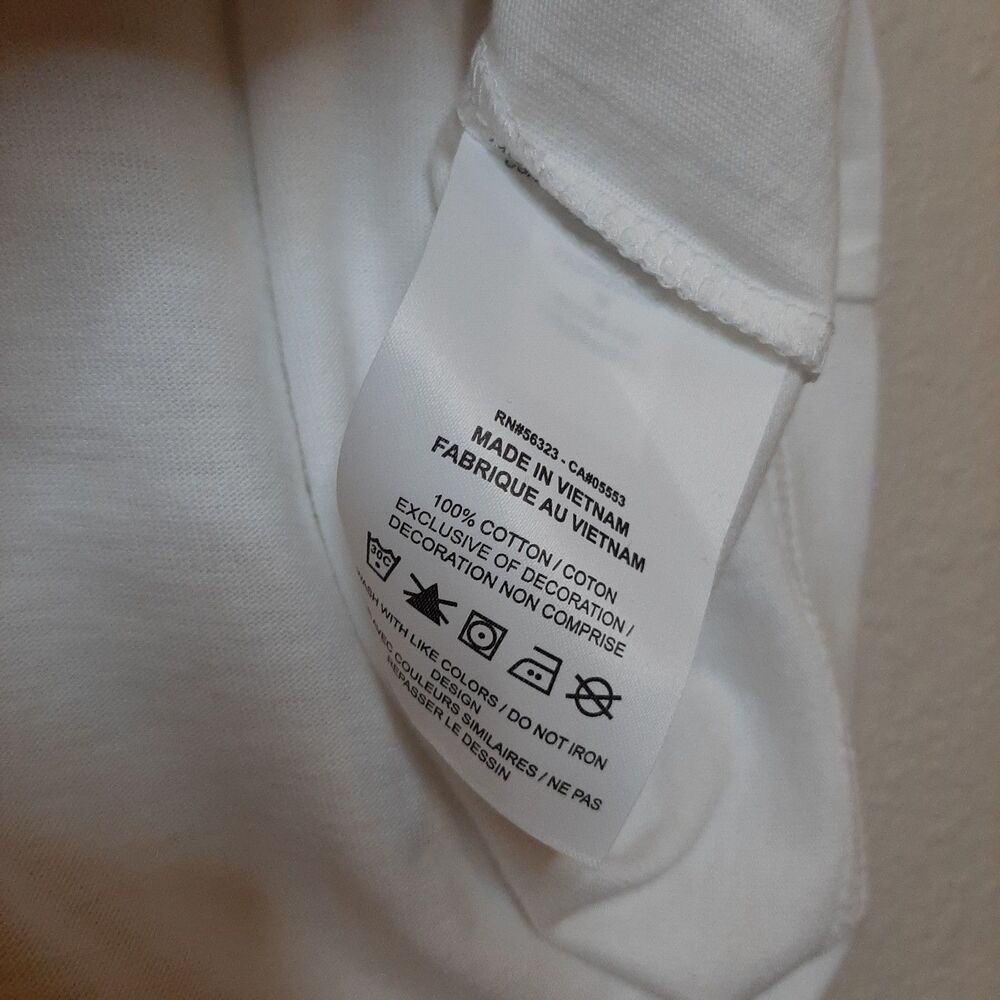 RN#56323 - CA#05553
MADE IN VIETNAM
FABRIQUE AU VIETNAM
100% COTTON / COTON
EXCLUSIVE OF DECORATION /
DECORATION NON COMPRISE
30C
WASH WITH LIKE COLORS / DO NOT IRON
DESIGN
AVEC COULEURS SIMILAIRES / NE PAS
REPASSER LE DESSIN